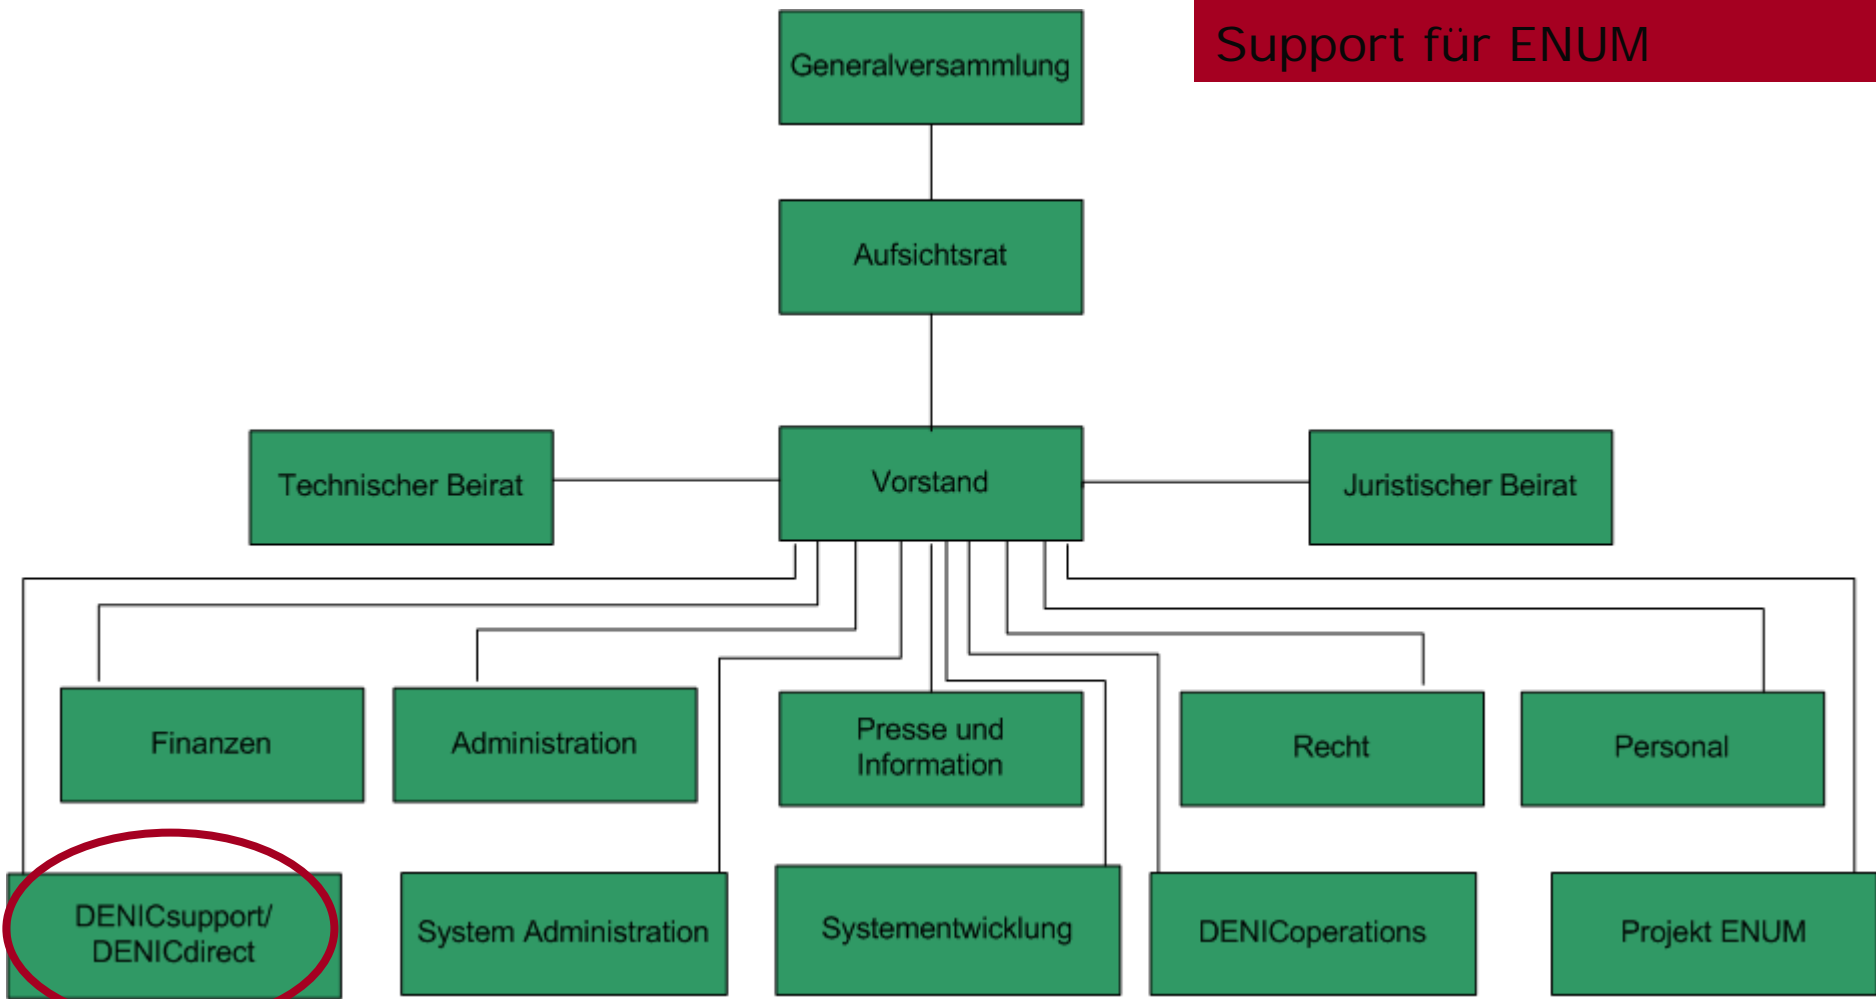 Support für ENUM
Generalversammlung
Aufsichtsrat
Technischer Beirat
Vorstand
Juristischer Beirat
Finanzen
Administration
Presse und
Information
Recht
Personal
DENICsupport/
DENICdirect
System Administration
Systementwicklung
DENICoperations
Projekt ENUM